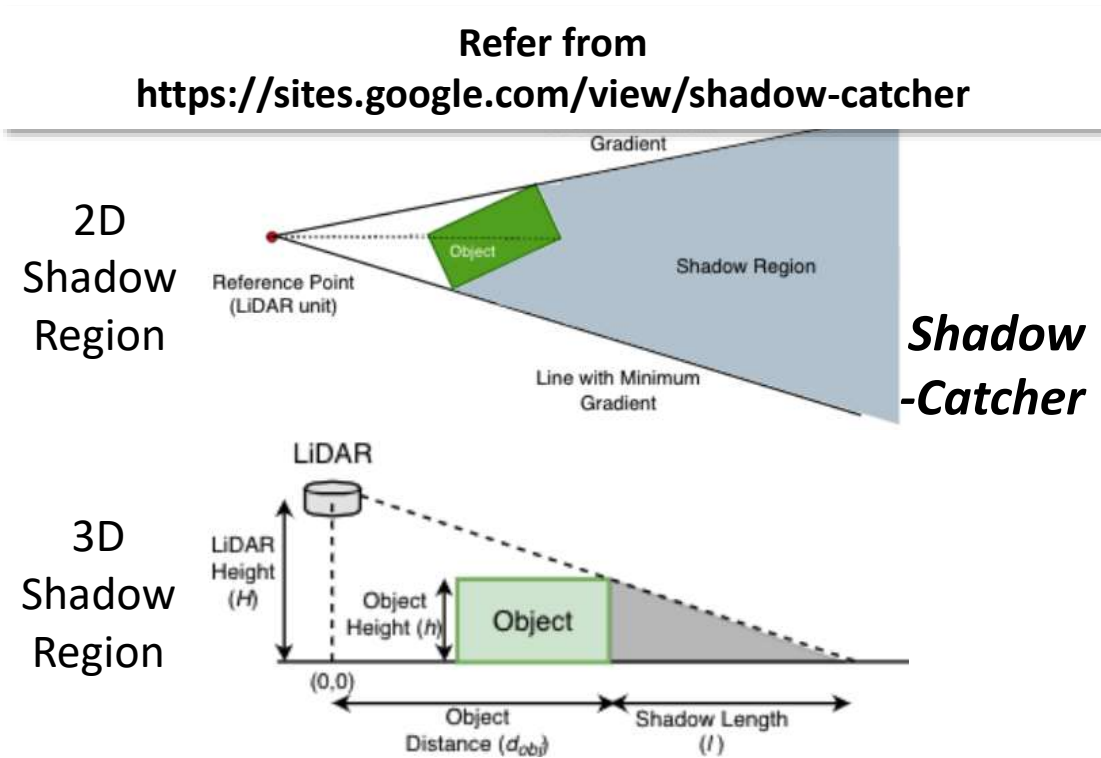 Refer from
https://sites.google.com/view/shadow-catcher
2D
Shadow
Region
Gradient
Object
Reference Point
(LiDAR unit)
Shadow Region
Line with Minimum
Gradient
Shadow
-Catcher
3D
Shadow
Region
LiDAR
LiDAR
Height
(H)
Object
Height (h)
Object
(0,0)
Object
Distance (dobj)
Shadow Length
(l)